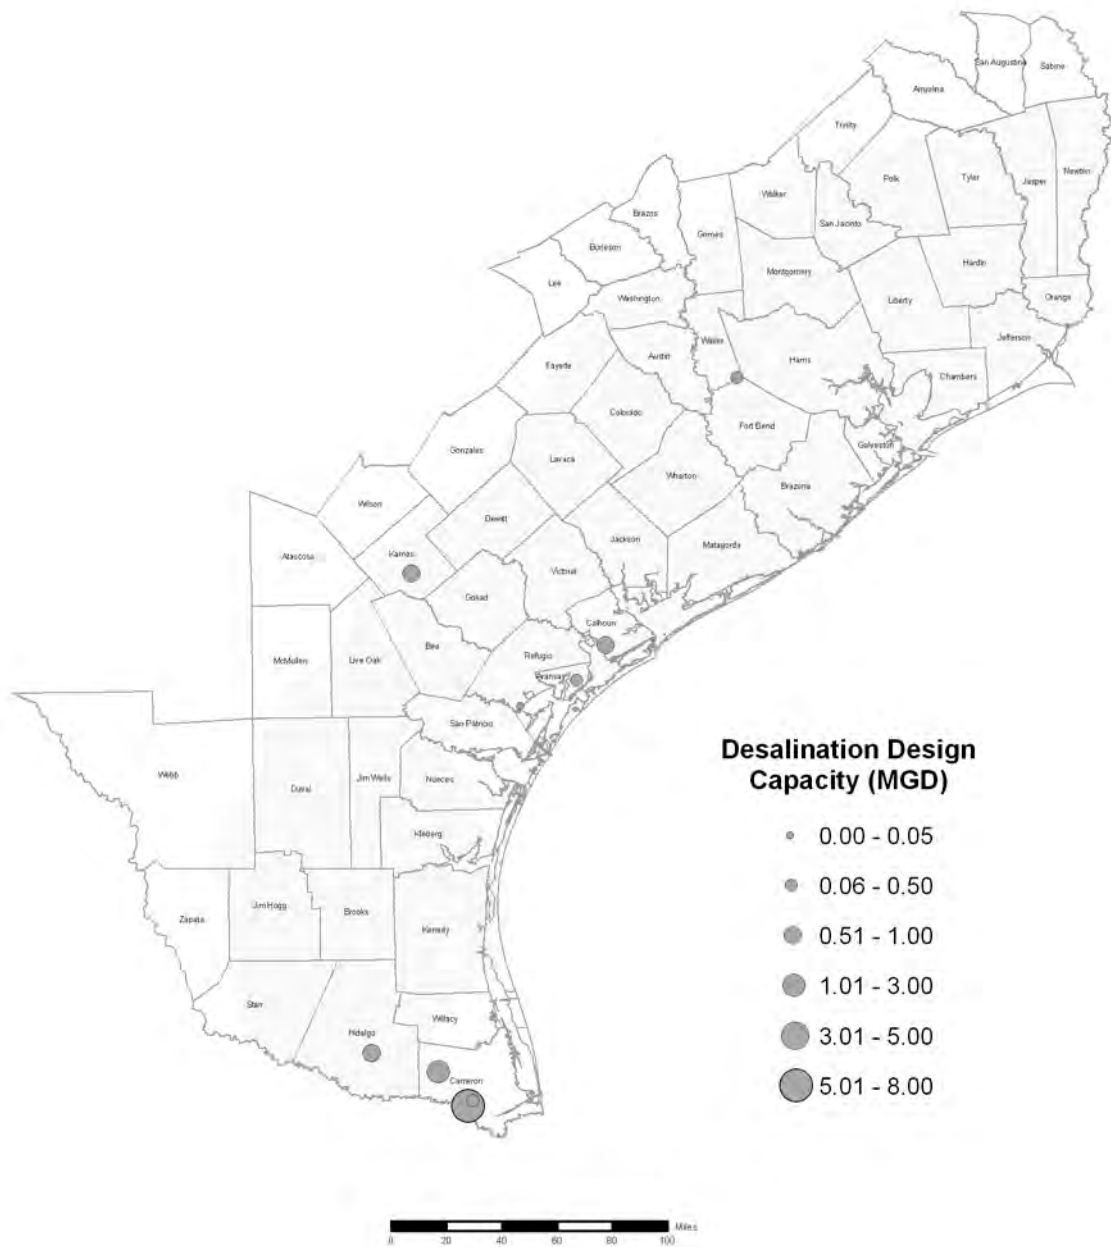 San Augustine
Sabine
Angelina
Trinity
Newton
Polk
Tyler
Jasper
Walker
Brazos
San Jacinto
Grimes
Burleson
Hardin
Montgomery
Lee
Washington
Liberty
Orange
Waller
Jefferson
Austin
Harris
Fayette
Chambers
Colorado
Fort Bend
Galveston
Gonzales
Lavaca
Wharton
Brazoria
Wilson
Dewitt
Jackson
Matagorda
Karnes
Atascosa
Victoria
Goliad
Calhoun
Bee
Refugio
McMullen
Live Oak
Aransas
San Patricio
Webb
Jim Wells
Nueces
Duval
Kleberg
Desalination Design
Capacity (MGD)
0.00 - 0.05
0.06 - 0.50
0.51 - 1.00
1.01 - 3.00
3.01 - 5.00
5.01 - 8.00
Jim Hogg
Zapata
Brooks
Kenedy
Starr
Willacy
Hidalgo
Cameron
Miles
0 20 40 60 80 100